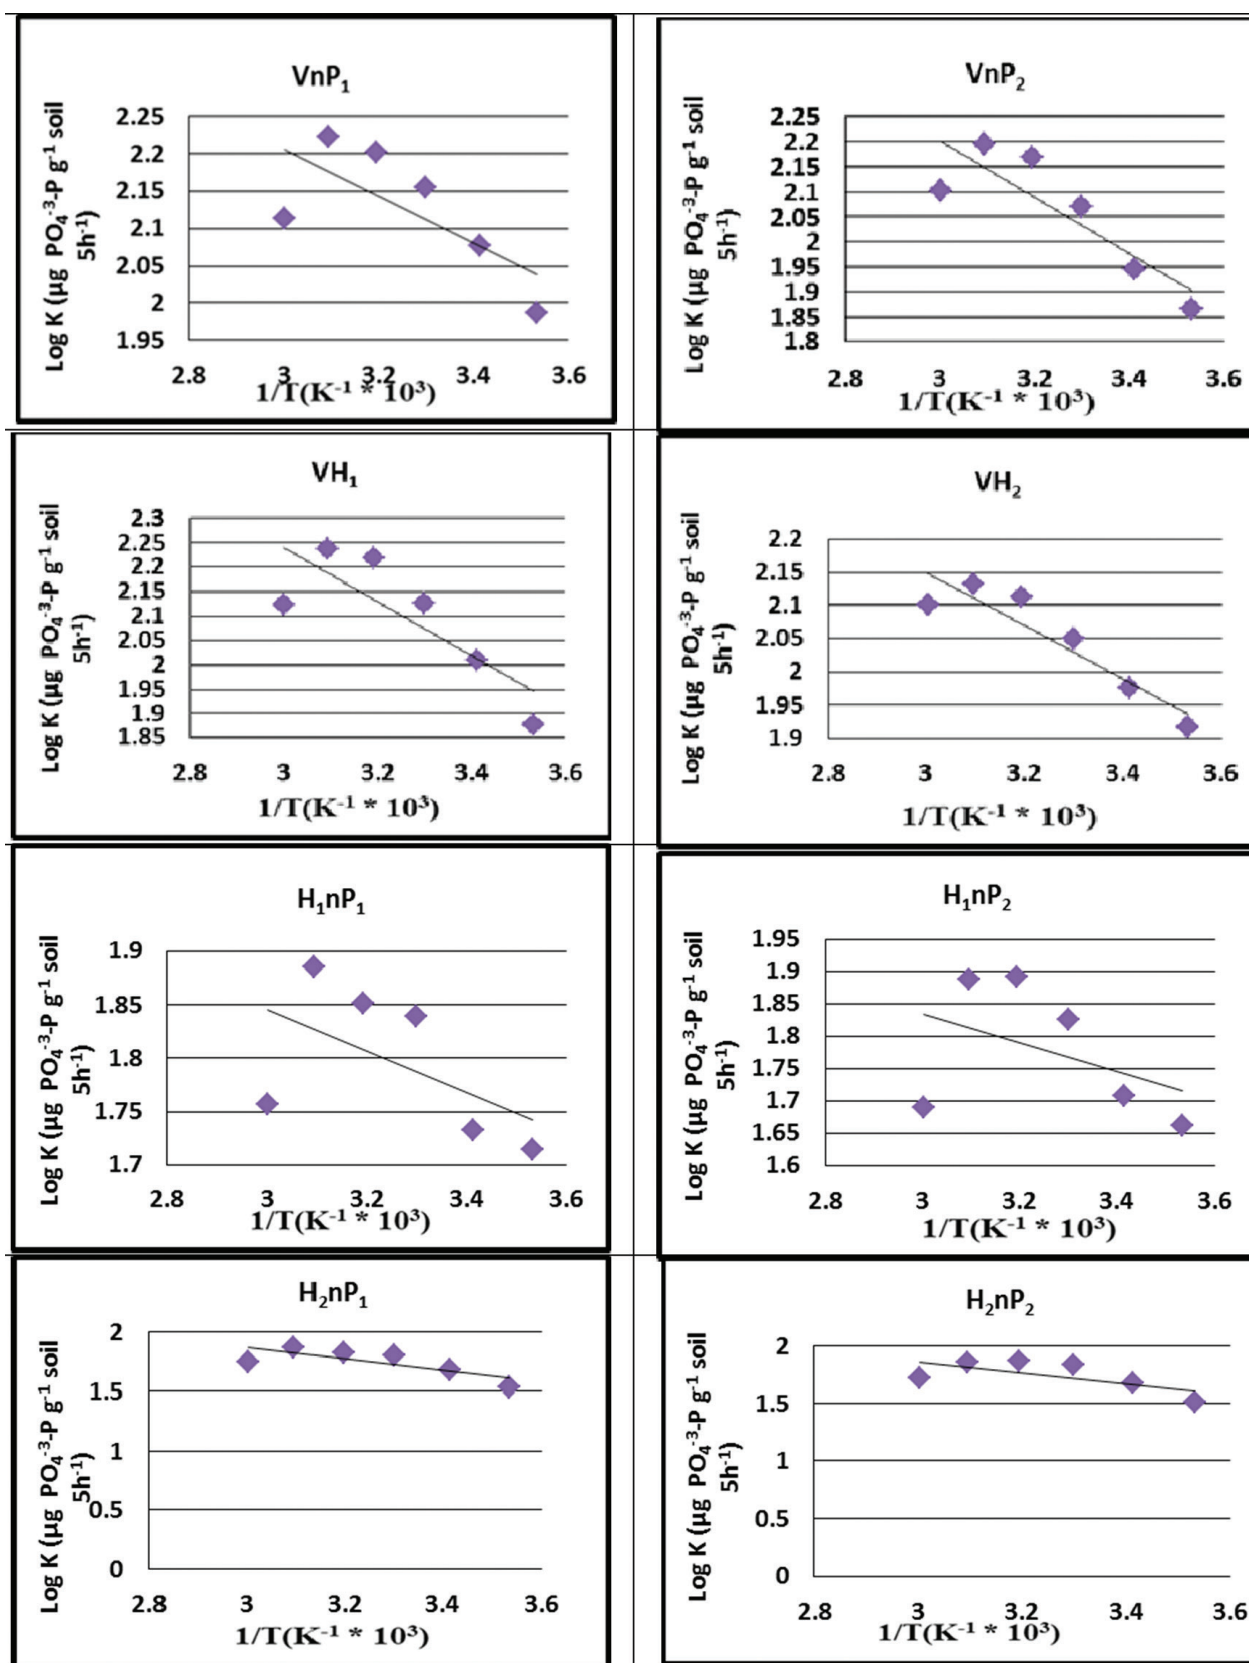 VnP₁
Log K (µg PO₄⁻³-P g⁻¹ soil
5h⁻¹)
2.25
2.2
2.15
2.1
2.05
2
1.95
2.8 3 3.2 3.4 3.6
1/T(K⁻¹ * 10³)
VnP₂
Log K (µg PO₄⁻³-P g⁻¹ soil
5h⁻¹)
2.25
2.2
2.15
2.1
2.05
2
1.95
1.9
1.85
1.8
2.8 3 3.2 3.4 3.6
1/T(K⁻¹ * 10³)
VH₁
Log K (µg PO₄⁻³-P g⁻¹ soil
5h⁻¹)
2.3
2.25
2.2
2.15
2.1
2.05
2
1.95
1.9
1.85
2.8 3 3.2 3.4 3.6
1/T(K⁻¹ * 10³)
VH₂
Log K (µg PO₄⁻³-P g⁻¹ soil
5h⁻¹)
2.2
2.15
2.1
2.05
2
1.95
1.9
2.8 3 3.2 3.4 3.6
1/T(K⁻¹ * 10³)
H₁nP₁
Log K (µg PO₄⁻³-P g⁻¹ soil
5h⁻¹)
1.9
1.85
1.8
1.75
1.7
2.8 3 3.2 3.4 3.6
1/T(K⁻¹ * 10³)
H₁nP₂
Log K (µg PO₄⁻³-P g⁻¹ soil
5h⁻¹)
1.95
1.9
1.85
1.8
1.75
1.7
1.65
1.6
2.8 3 3.2 3.4 3.6
1/T(K⁻¹ * 10³)
H₂nP₁
Log K (µg PO₄⁻³-P g⁻¹ soil
5h⁻¹)
2
1.5
1
0.5
0
2.8 3 3.2 3.4 3.6
1/T(K⁻¹ * 10³)
H₂nP₂
Log K (µg PO₄⁻³-P g⁻¹ soil
5h⁻¹)
2
1.5
1
0.5
0
2.8 3 3.2 3.4 3.6
1/T(K⁻¹ * 10³)